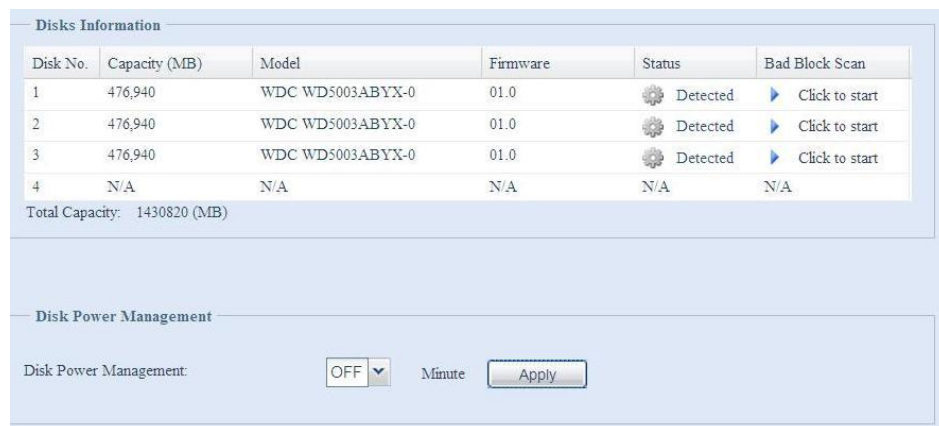 Disks Information
Disk No. Capacity (MB) Model Firmware Status Bad Block Scan
1 476,940 WDC WD5003ABYX-0 01.0 Detected Click to start
2 476,940 WDC WD5003ABYX-0 01.0 Detected Click to start
3 476,940 WDC WD5003ABYX-0 01.0 Detected Click to start
4 N/A N/A N/A N/A N/A
Total Capacity: 1430820 (MB)
Disk Power Management
Disk Power Management: OFF Minute Apply